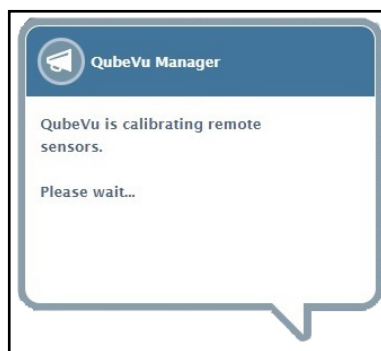 QubeVu Manager
QubeVu is calibrating remote
sensors.
Please wait...